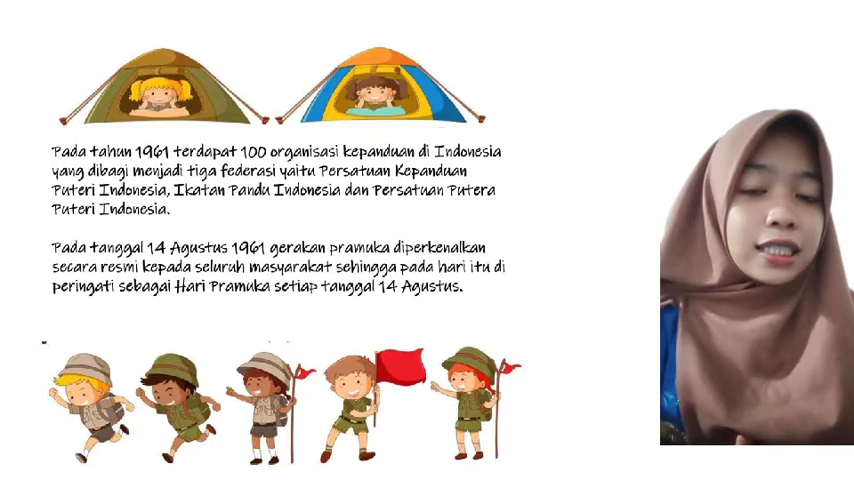 Pada tahun 1961 terdapat 100 organisasi kepanduan di Indonesia
yang dibagi menjadi tiga federasi yaitu Persatuan Kepanduan
Puteri Indonesia, Ikatan Pandu Indonesia dan Persatuan Putera
Puteri Indonesia.
Pada tanggal 14 Agustus 1961 gerakan pramuka diperkenalkan
secara resmi kepada seluruh masyarakat sehingga pada hari itu di
peringati sebagai Hari Pramuka setiap tanggal 14 Agustus.